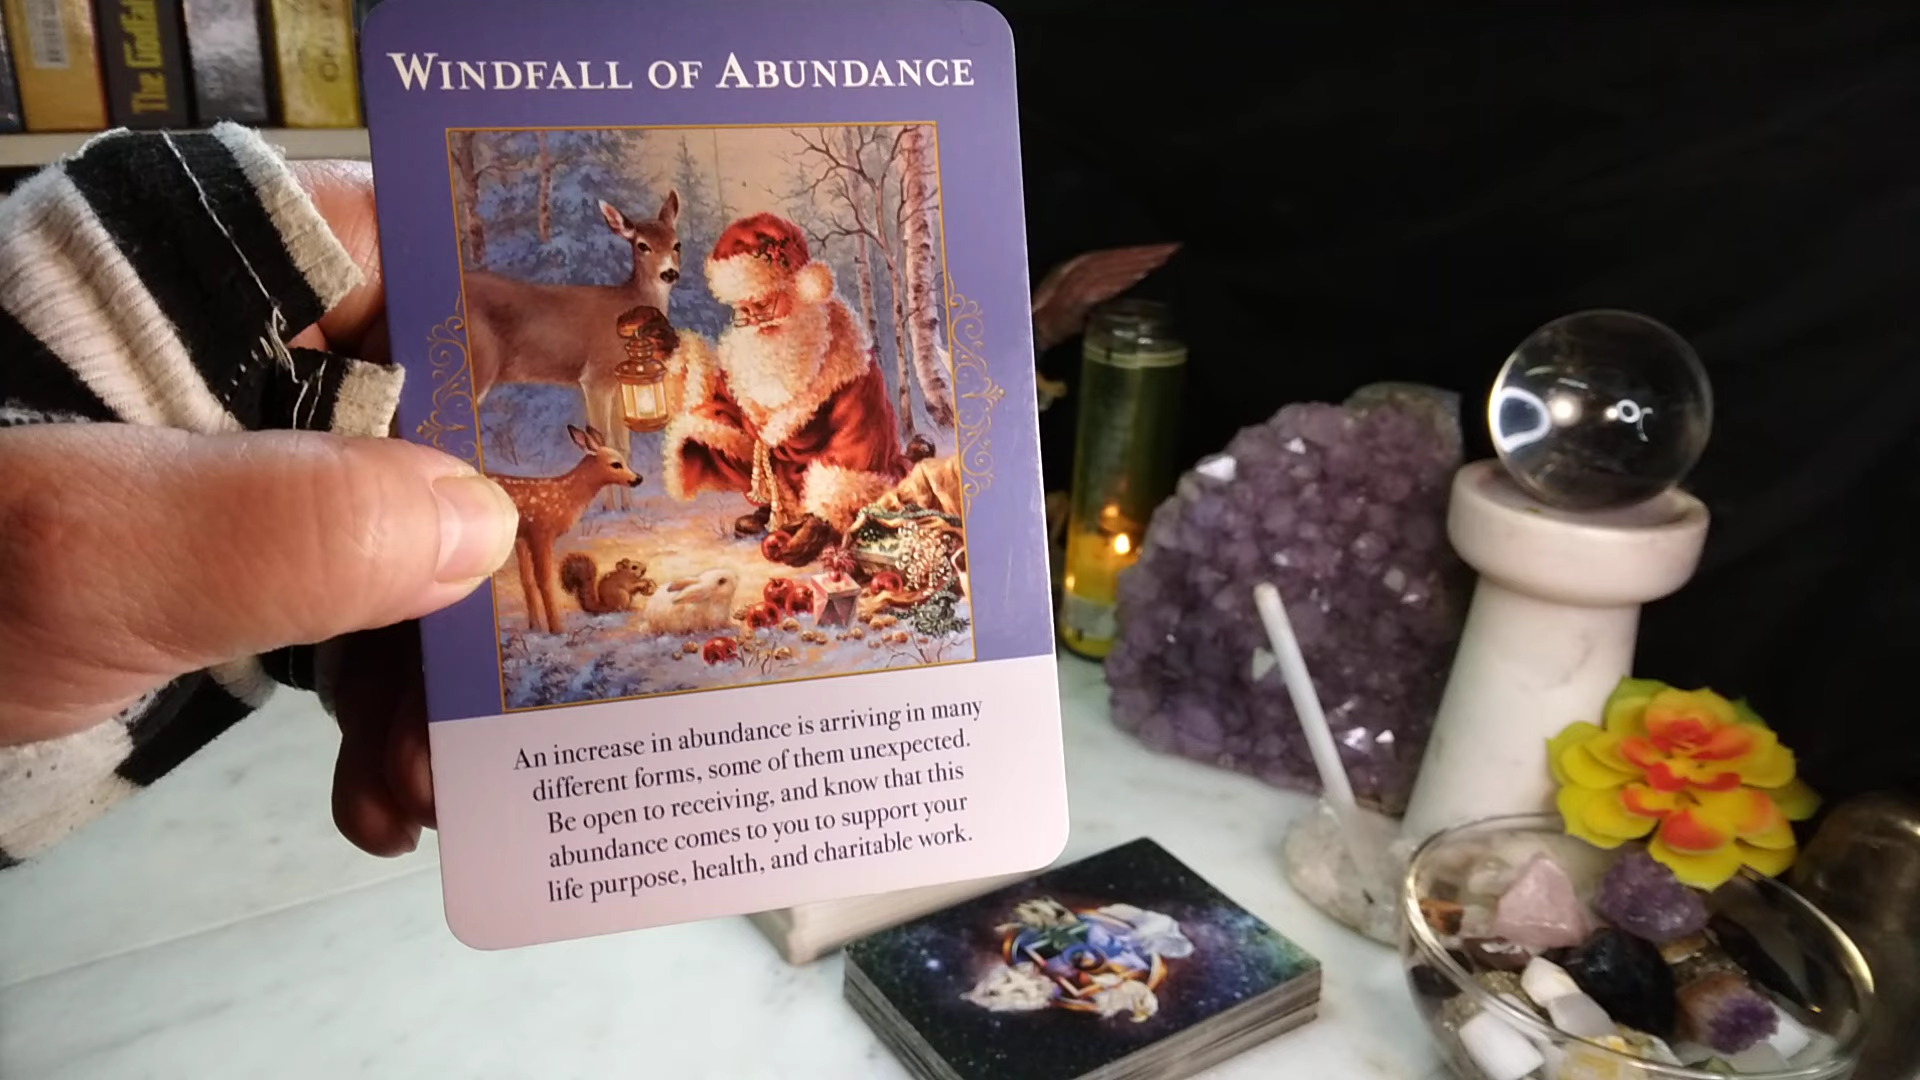 The Godfat
WINDFALL OF ABUNDANCE
An increase in abundance is arriving in many
different forms, some of them unexpected.
Be open to receiving, and know that this
abundance comes to you to support your
life purpose, health, and charitable work.